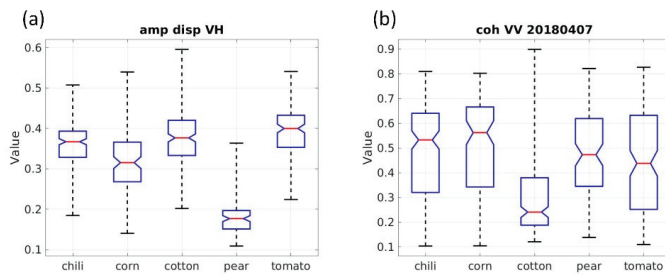 (a)
amp disp VH
Value
0.6
0.5
0.4
0.3
0.2
0.1
chili corn cotton pear tomato
(b)
coh VV 20180407
Value
0.9
0.8
0.7
0.6
0.5
0.4
0.3
0.2
0.1
chili corn cotton pear tomato